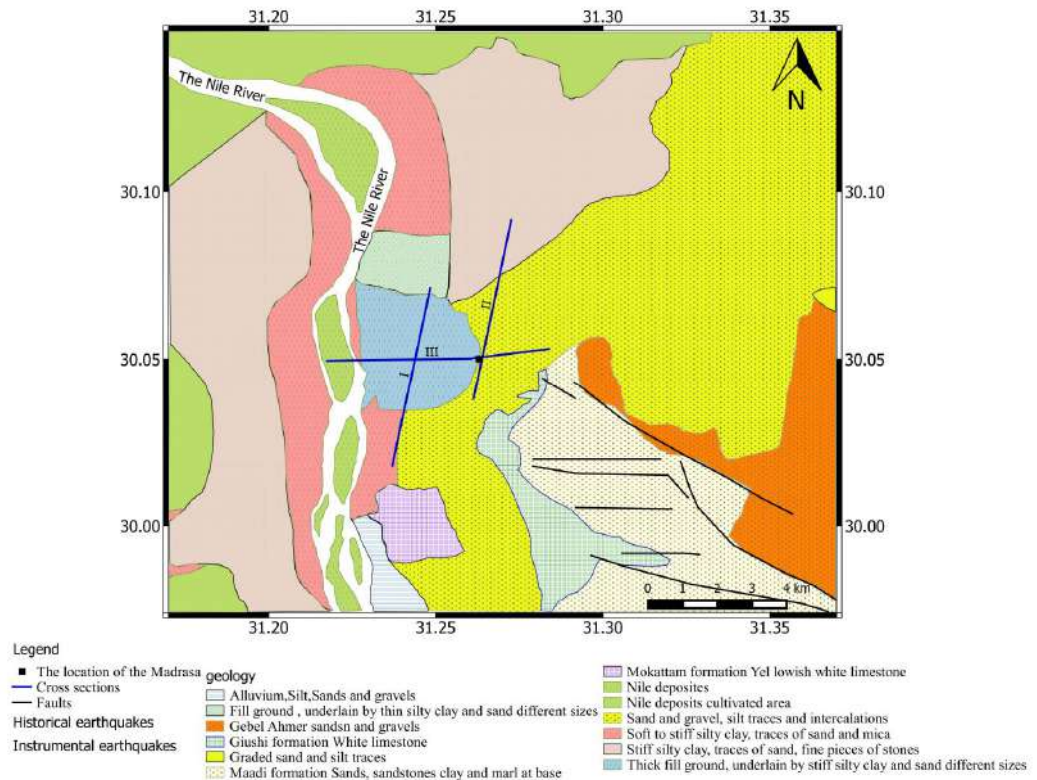 31.20 31.25 31.30 31.35
The Nile River
N
30.10 30.10
The Nile River
II
30.05 III 30.05
I
30.00 30.00
0 1 2 3 4 km
31.20 31.25 31.30 31.35
Legend
The location of the Madrasa
Cross sections
Faults
Historical earthquakes
Instrumental earthquakes
geology
Alluvium,Silt,Sands and gravels
Fill ground , underlain by thin silty clay and sand different sizes
Gebel Ahmer sandsn and gravels
Giushi formation White limestone
Graded sand and silt traces
Maadi formation Sands, sandstones clay and marl at base
Mokattam formation Yel lowish white limestone
Nile deposites
Nile deposites cultivated area
Sand and gravel, silt traces and intercalations
Soft to stiff silty clay, traces of sand and mica
Stiff silty clay, traces of sand, fine pieces of stones
Thick fill ground, underlain by stiff silty clay and sand different sizes